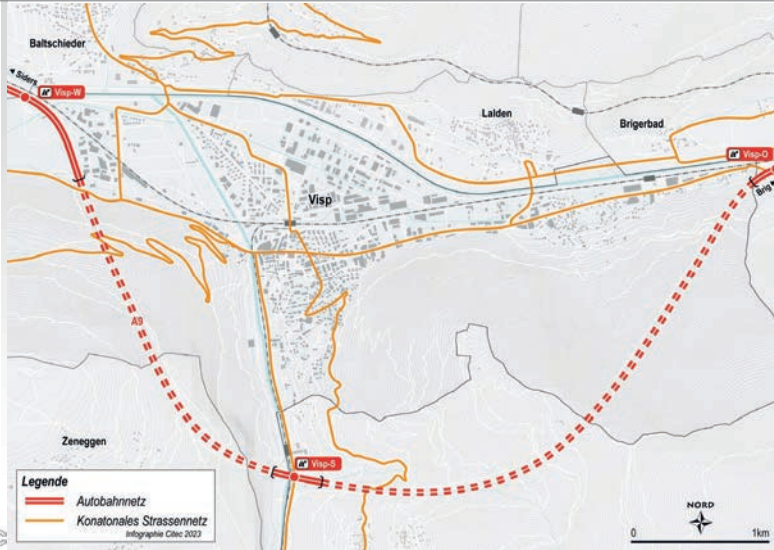 Baltschieder
◄ Siders
Visp-W
Lalden
Brigerbad
Visp-O
Brig ►
Visp
A9
Zeneggen
Visp-S
Legende
Autobahnnetz
Konatonales Strassennetz
Infographie Citec 2023
NORD
0 1km